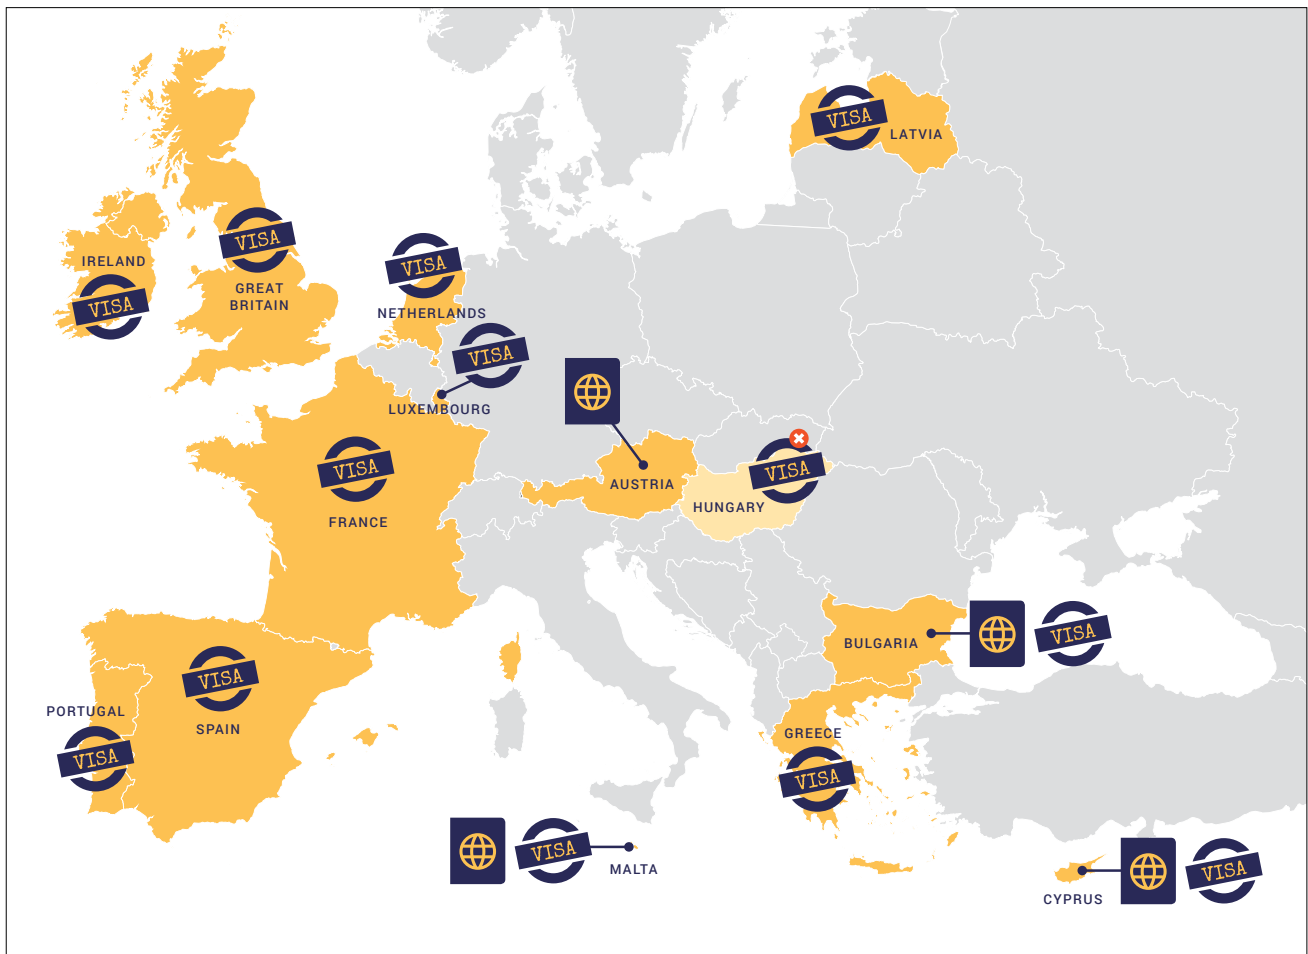 VISA
LATVIA
VISA
IRELAND
VISA
GREAT
BRITAIN
VISA
NETHERLANDS
VISA
LUXEMBOURG
VISA
FRANCE
AUSTRIA
VISA
HUNGARY
BULGARIA
VISA
VISA
SPAIN
PORTUGAL
VISA
GREECE
VISA
VISA
MALTA
VISA
CYPRUS